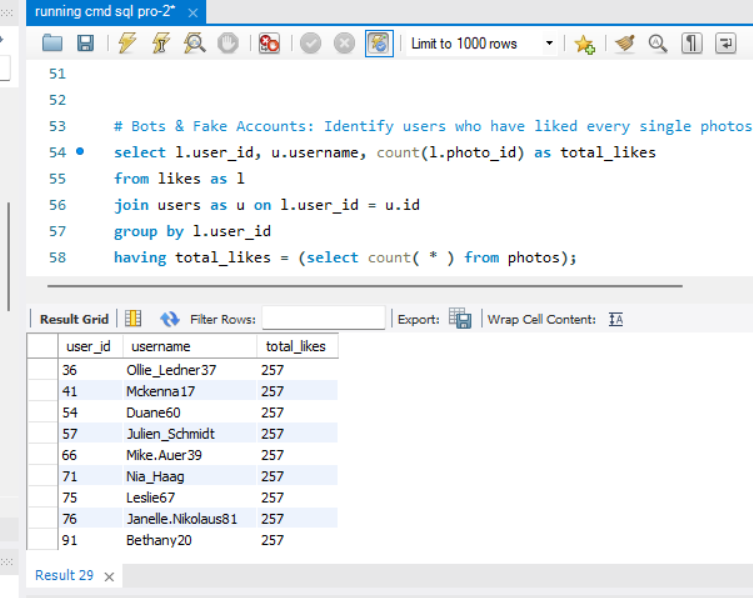 running cmd sql pro-2*
Limit to 1000 rows
51
52
53 # Bots & Fake Accounts: Identify users who have liked every single photos
54 select l.user_id, u.username, count(l.photo_id) as total_likes
55 from likes as l
56 join users as u on l.user_id = u.id
57 group by l.user_id
58 having total_likes = (select count( * ) from photos);
Result Grid Filter Rows: Export: Wrap Cell Content: IA
user_id username total_likes
36 Ollie_Ledner37 257
41 Mckenna17 257
54 Duane60 257
57 Julien_Schmidt 257
66 Mike.Auer39 257
71 Nia_Haag 257
75 Leslie67 257
76 Janelle.Nikolaus81 257
91 Bethany20 257
Result 29